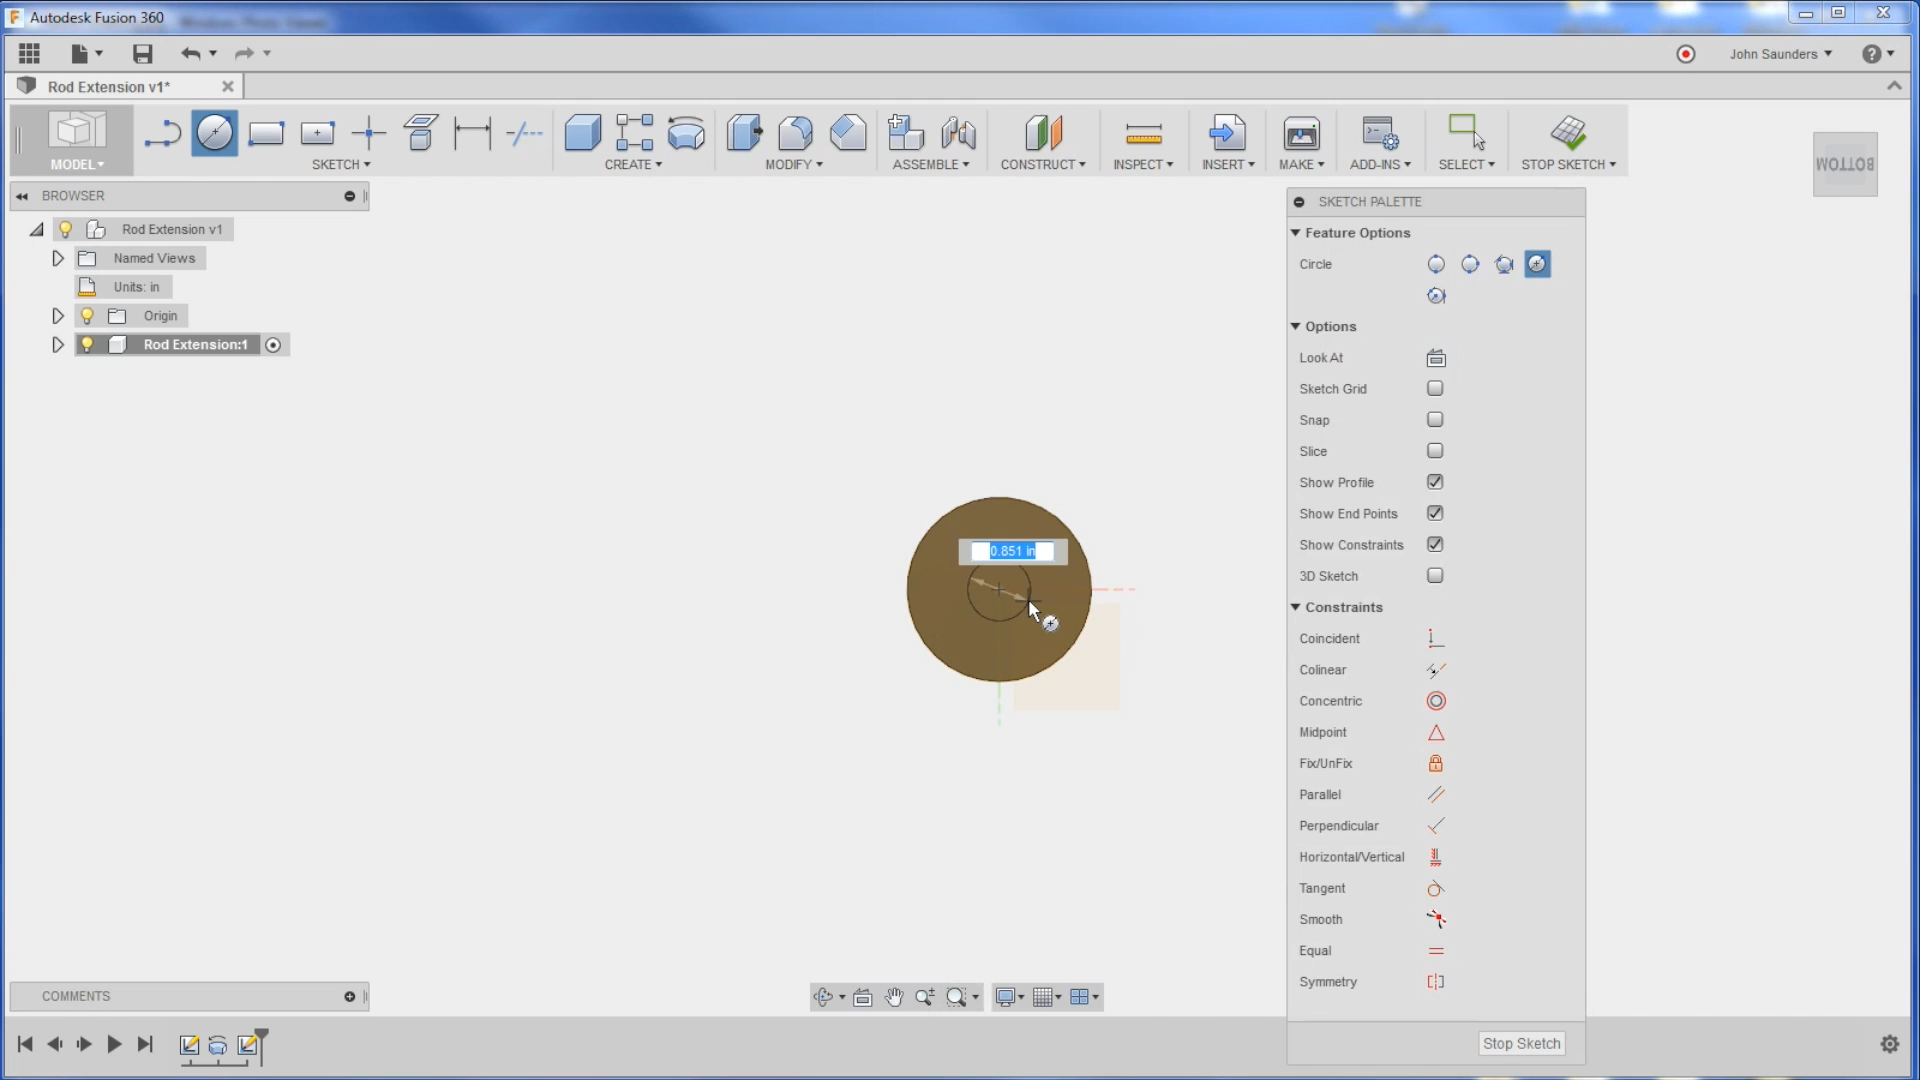 Autodesk Fusion 360
John Saunders
Rod Extension v1*
MODEL
SKETCH
CREATE
MODIFY
ASSEMBLE
CONSTRUCT
INSPECT
INSERT
MAKE
ADD-INS
SELECT
STOP SKETCH
BOTTOM
BROWSER
Rod Extension v1
Named Views
Units: in
Origin
Rod Extension:1
0.851 in
SKETCH PALETTE
Feature Options
Circle
Options
Look At
Sketch Grid
Snap
Slice
Show Profile
Show End Points
Show Constraints
3D Sketch
Constraints
Coincident
Colinear
Concentric
Midpoint
Fix/UnFix
Parallel
Perpendicular
Horizontal/Vertical
Tangent
Smooth
Equal
Symmetry
Stop Sketch
COMMENTS